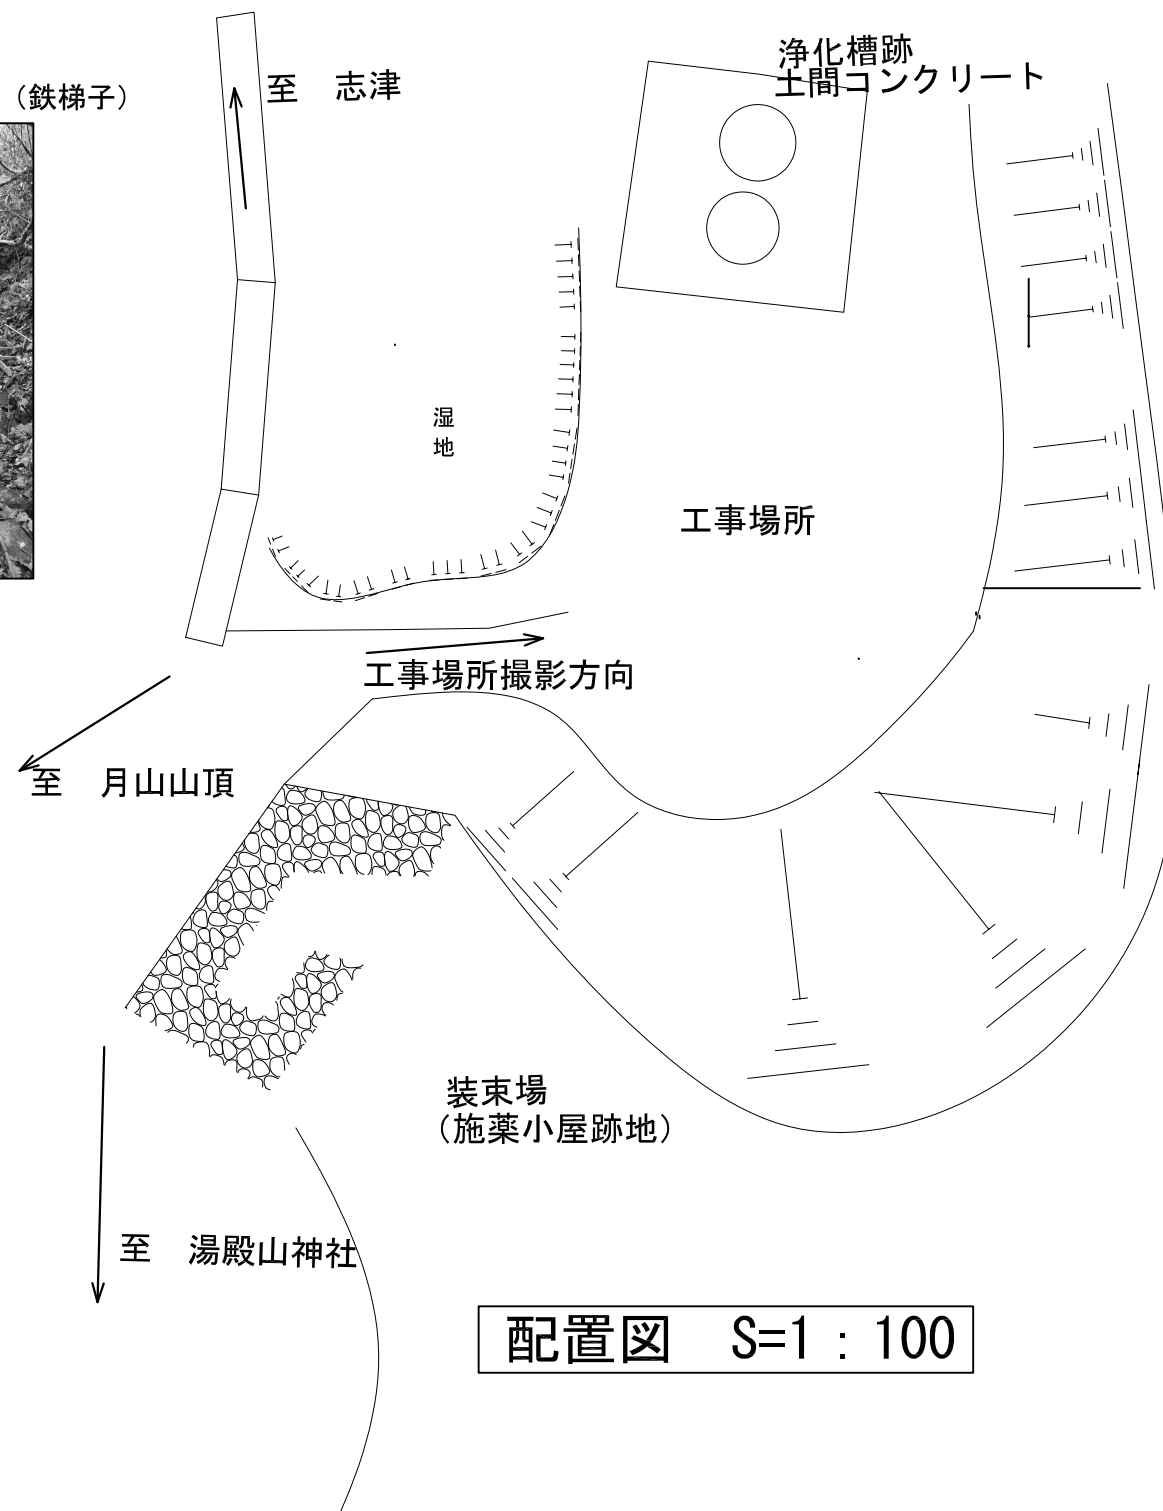 浄化槽跡
土間コンクリート
（鉄梯子）
至　志津
湿
地
工事場所
工事場所撮影方向
至　月山山頂
装束場
（施薬小屋跡地）
至　湯殿山神社
配置図　S=1：100